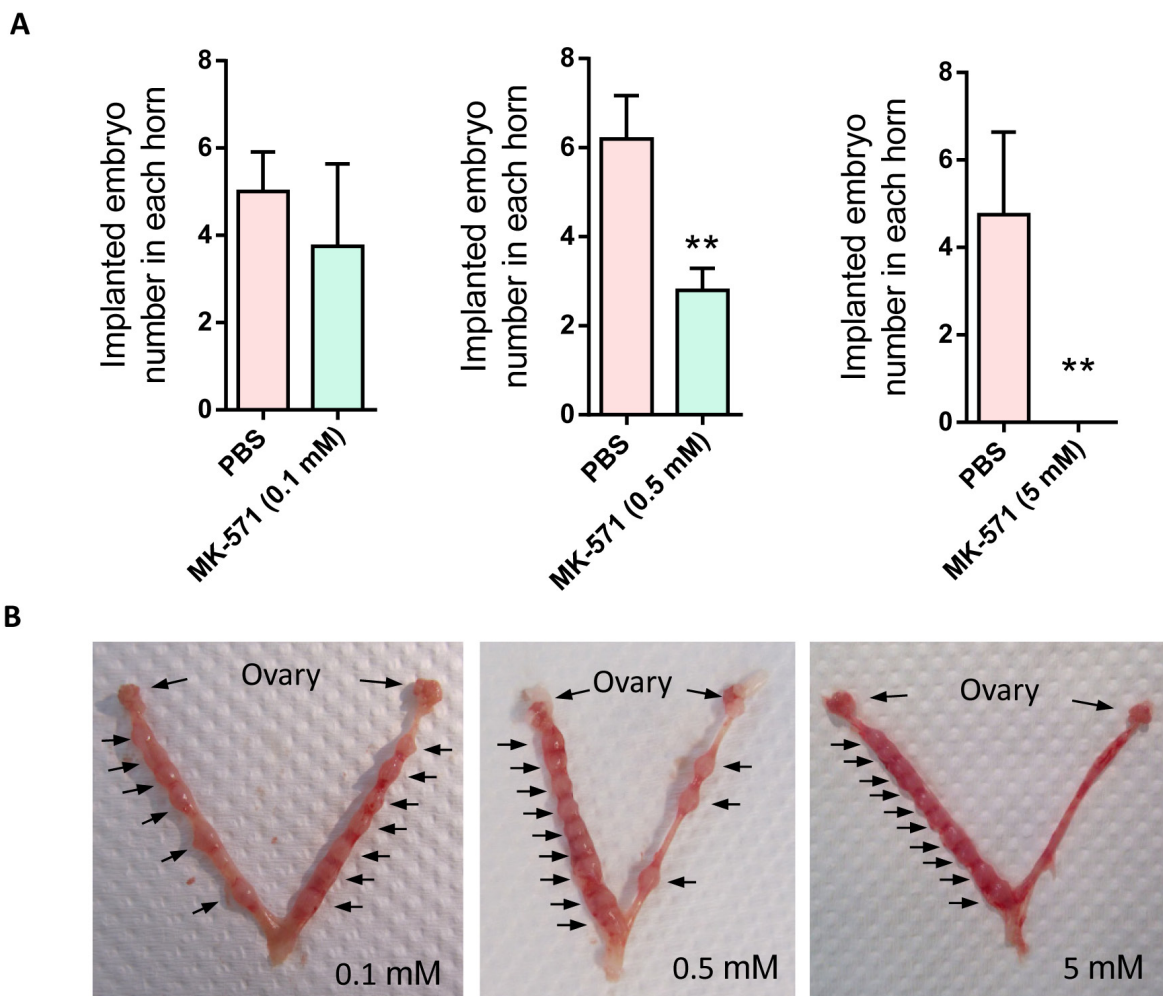 A
Implanted embryo
number in each horn
8
6
4
2
0
PBS
MK-571 (0.1 mM)
Implanted embryo
number in each horn
8
6
4
2
0
**
PBS
MK-571 (0.5 mM)
Implanted embryo
number in each horn
8
6
4
2
0
**
PBS
MK-571 (5 mM)
B
Ovary
0.1 mM
Ovary
0.5 mM
Ovary
5 mM